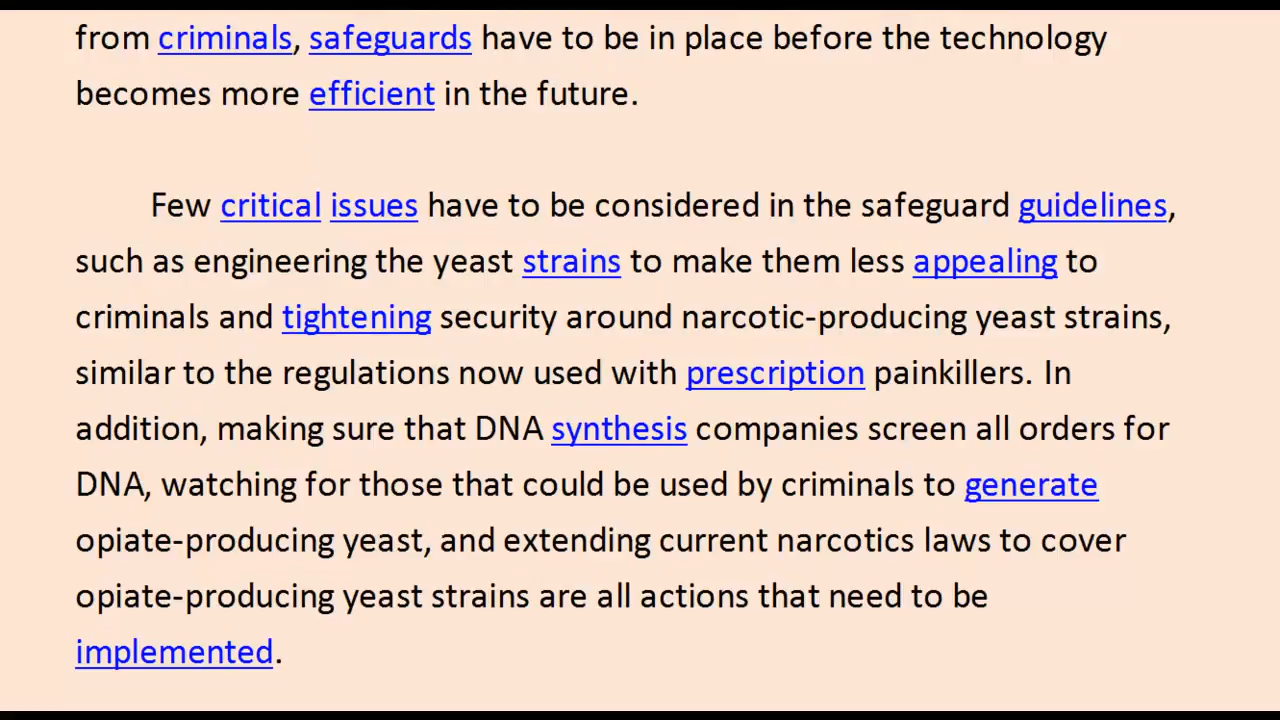 from criminals, safeguards have to be in place before the technology
becomes more efficient in the future.
Few critical issues have to be considered in the safeguard guidelines,
such as engineering the yeast strains to make them less appealing to
criminals and tightening security around narcotic-producing yeast strains,
similar to the regulations now used with prescription painkillers. In
addition, making sure that DNA synthesis companies screen all orders for
DNA, watching for those that could be used by criminals to generate
opiate-producing yeast, and extending current narcotics laws to cover
opiate-producing yeast strains are all actions that need to be
implemented.